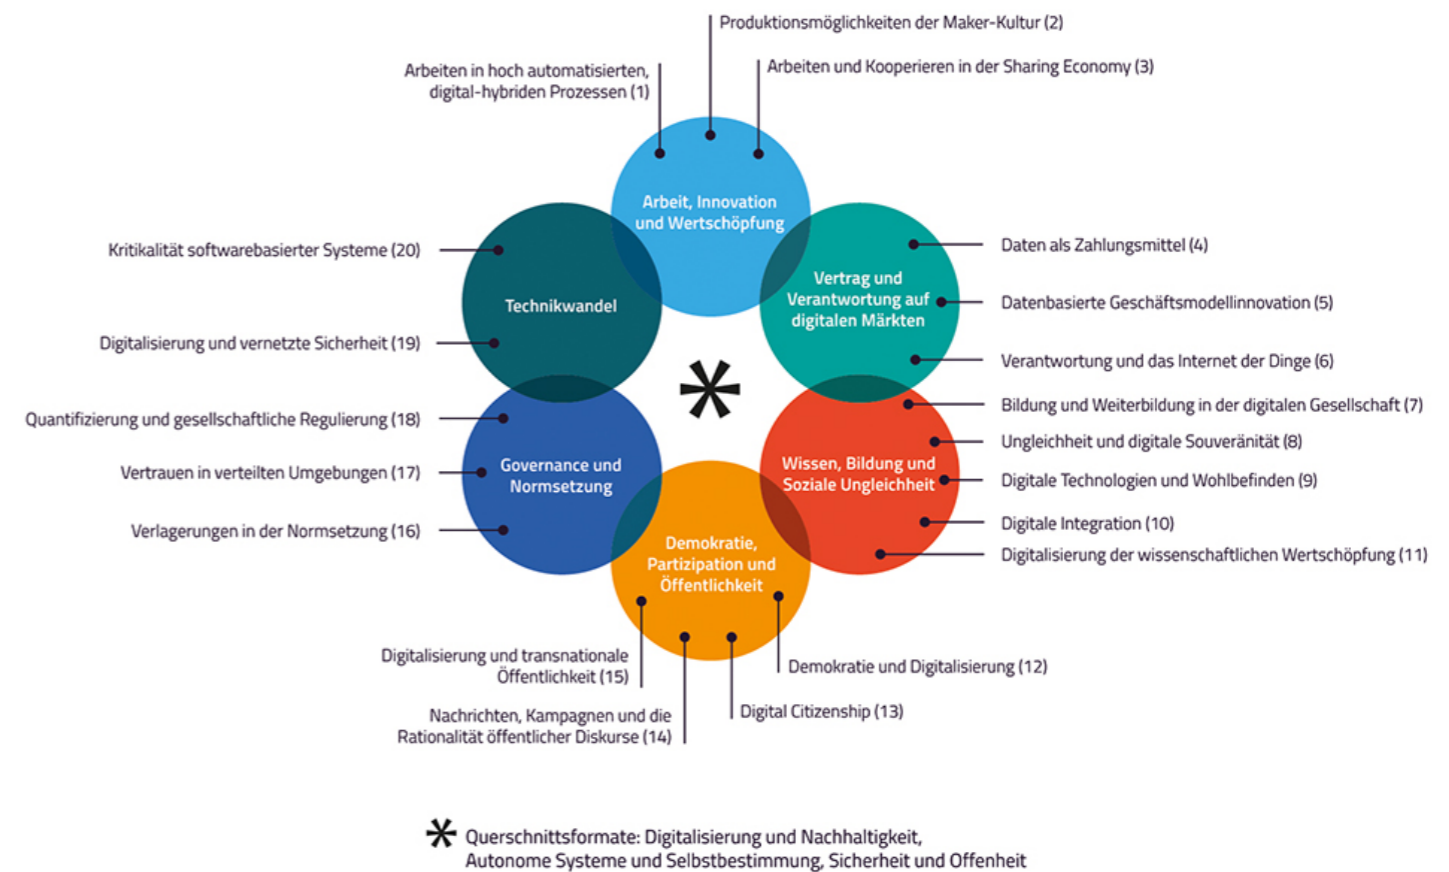 Produktionsmöglichkeiten der Maker-Kultur (2)
Arbeiten in hoch automatisierten,
digital-hybriden Prozessen (1)
Arbeiten und Kooperieren in der Sharing Economy (3)
Arbeit, Innovation
und Wertschöpfung
Vertrag und
Verantwortung auf
digitalen Märkten
Daten als Zahlungsmittel (4)
Datenbasierte Geschäftsmodellinnovation (5)
Verantwortung und das Internet der Dinge (6)
Wissen, Bildung und
Soziale Ungleichheit
Bildung und Weiterbildung in der digitalen Gesellschaft (7)
Ungleichheit und digitale Souveränität (8)
Digitale Technologien und Wohlbefinden (9)
Digitale Integration (10)
Digitalisierung der wissenschaftlichen Wertschöpfung (11)
Demokratie,
Partizipation und
Öffentlichkeit
Demokratie und Digitalisierung (12)
Digital Citizenship (13)
Nachrichten, Kampagnen und die
Rationalität öffentlicher Diskurse (14)
Digitalisierung und transnationale
Öffentlichkeit (15)
Governance und
Normsetzung
Verlagerungen in der Normsetzung (16)
Vertrauen in verteilten Umgebungen (17)
Quantifizierung und gesellschaftliche Regulierung (18)
Technikwandel
Digitalisierung und vernetzte Sicherheit (19)
Kritikalität softwarebasierter Systeme (20)
*
* Querschnittsformate: Digitalisierung und Nachhaltigkeit,
Autonome Systeme und Selbstbestimmung, Sicherheit und Offenheit